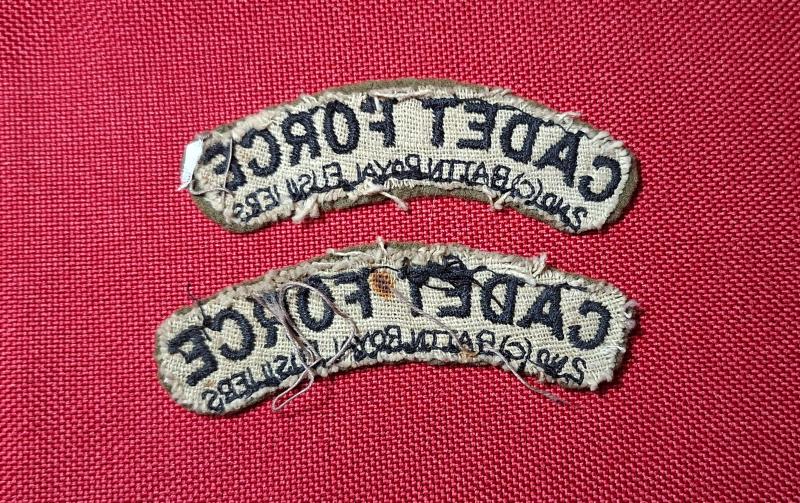 CADET FORCE
2ND (C) BATTN ROYAL FUSILIERS
CADET FORCE
2ND (C) BATTN ROYAL FUSILIERS